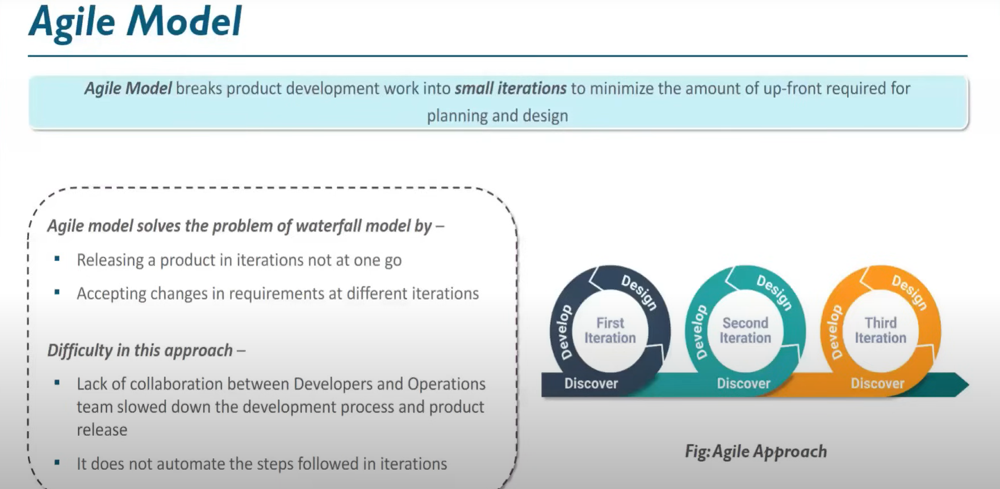 Agile Model
Agile Model breaks product development work into small iterations to minimize the amount of up-front required for
planning and design
Agile model solves the problem of waterfall model by –
▪ Releasing a product in iterations not at one go
▪ Accepting changes in requirements at different iterations
Difficulty in this approach –
▪ Lack of collaboration between Developers and Operations
team slowed down the development process and product
release
▪ It does not automate the steps followed in iterations
Design
Develop
First
Iteration
Discover
Design
Develop
Second
Iteration
Discover
Design
Develop
Third
Iteration
Discover
Fig: Agile Approach